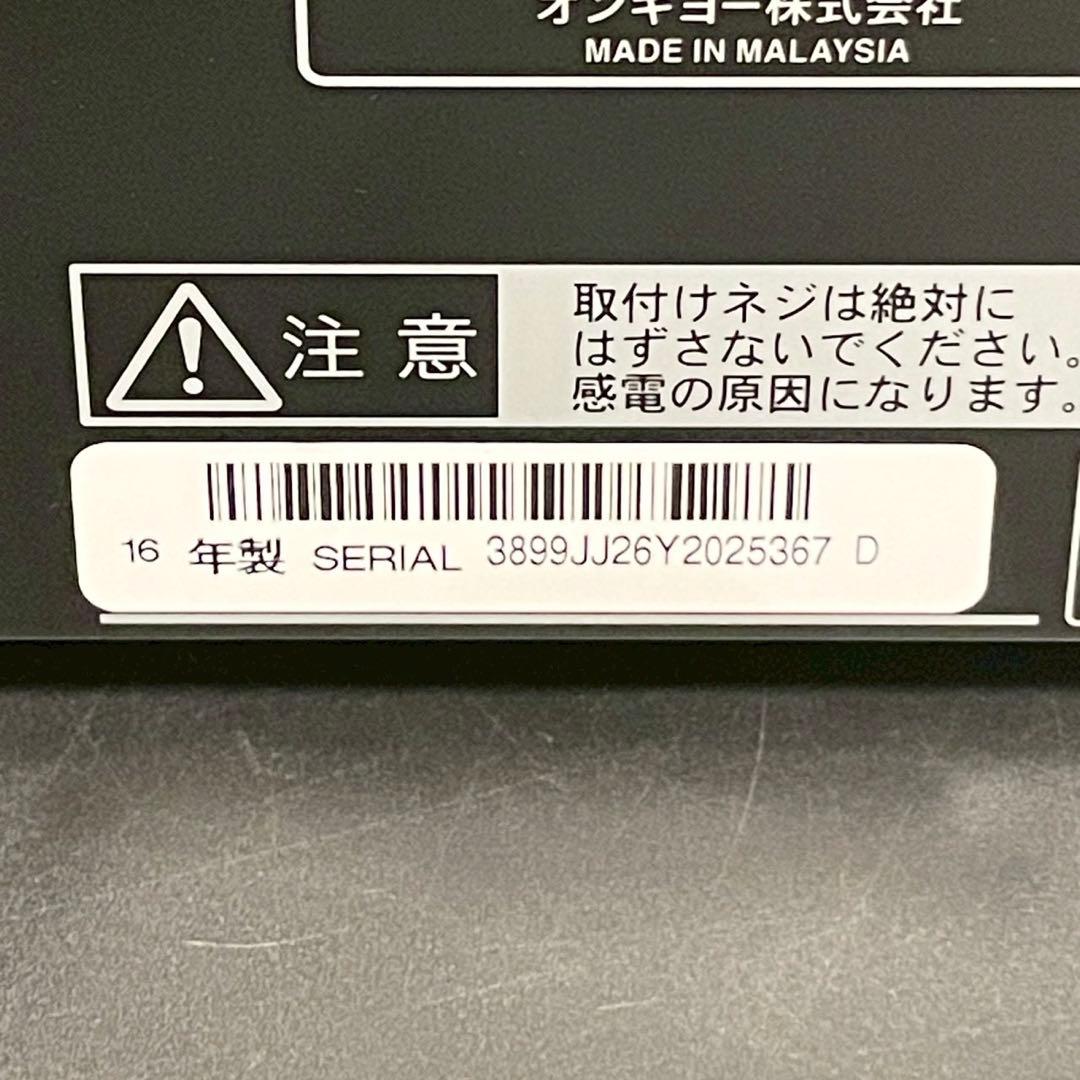 オンキヨー株式会社
MADE IN MALAYSIA
注意
取付けネジは絶対に
はずさないでください。
感電の原因になります。
16 年製 SERIAL 3899JJ26Y2025367 D